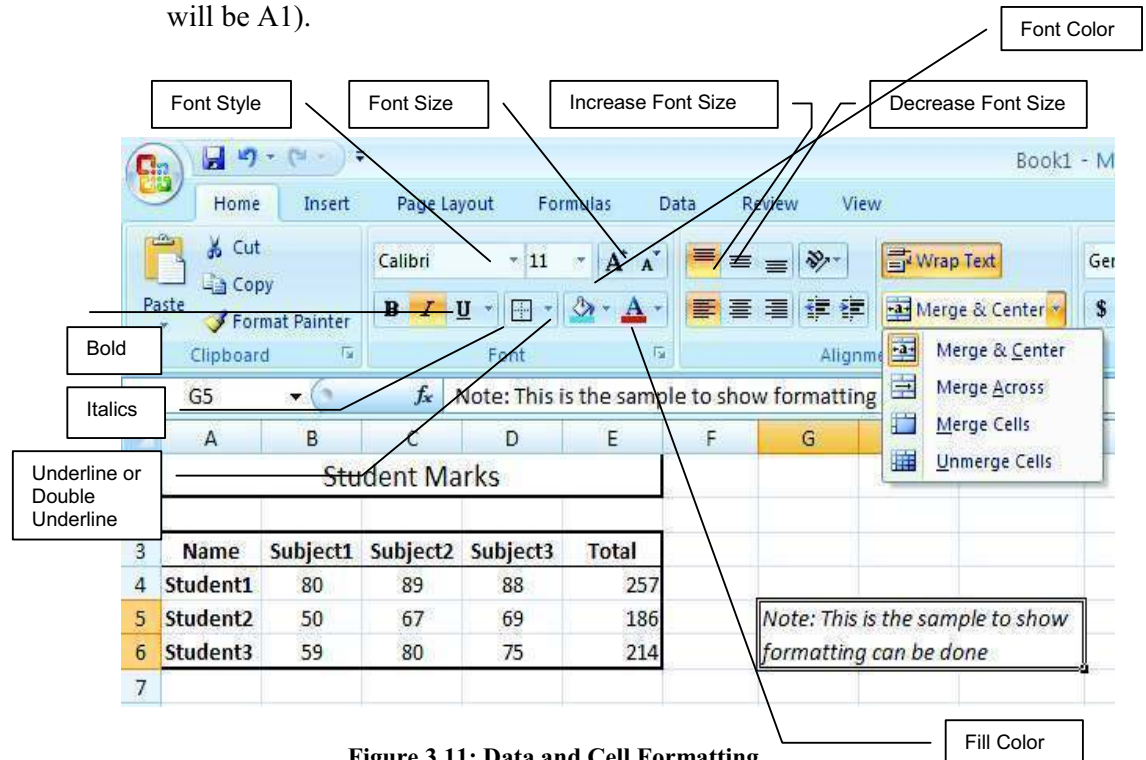 will be A1).
Font Color
Font Style
Font Size
Increase Font Size
Decrease Font Size
Book1 - M
Home Insert Page Layout Formulas Data Review View
Cut
Copy
Format Painter
Paste
Calibri 11 A A
Wrap Text
Ger
B I U A
Merge & Center
$
Clipboard Font Alignme
Merge & Center
Merge Across
Merge Cells
Unmerge Cells
Bold
Italics
Underline or
Double
Underline
G5 fx Note: This is the sample to show formatting
A B C D E F G
Student Marks
3 Name Subject1 Subject2 Subject3 Total
4 Student1 80 89 88 257
5 Student2 50 67 69 186
6 Student3 59 80 75 214
7
Note: This is the sample to show
formatting can be done
Fill Color
Figure 3.11: Data and Cell Formatting